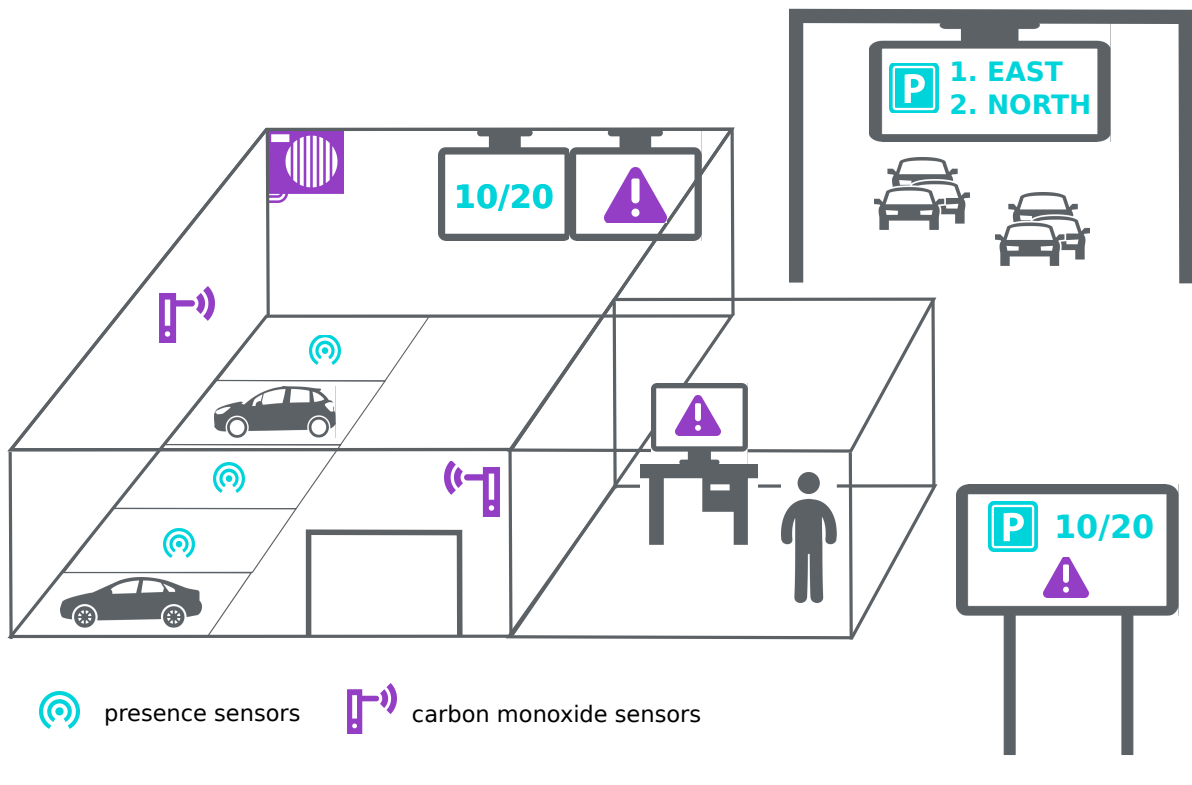 P 1. EAST
2. NORTH
10/20
P 10/20
presence sensors
carbon monoxide sensors